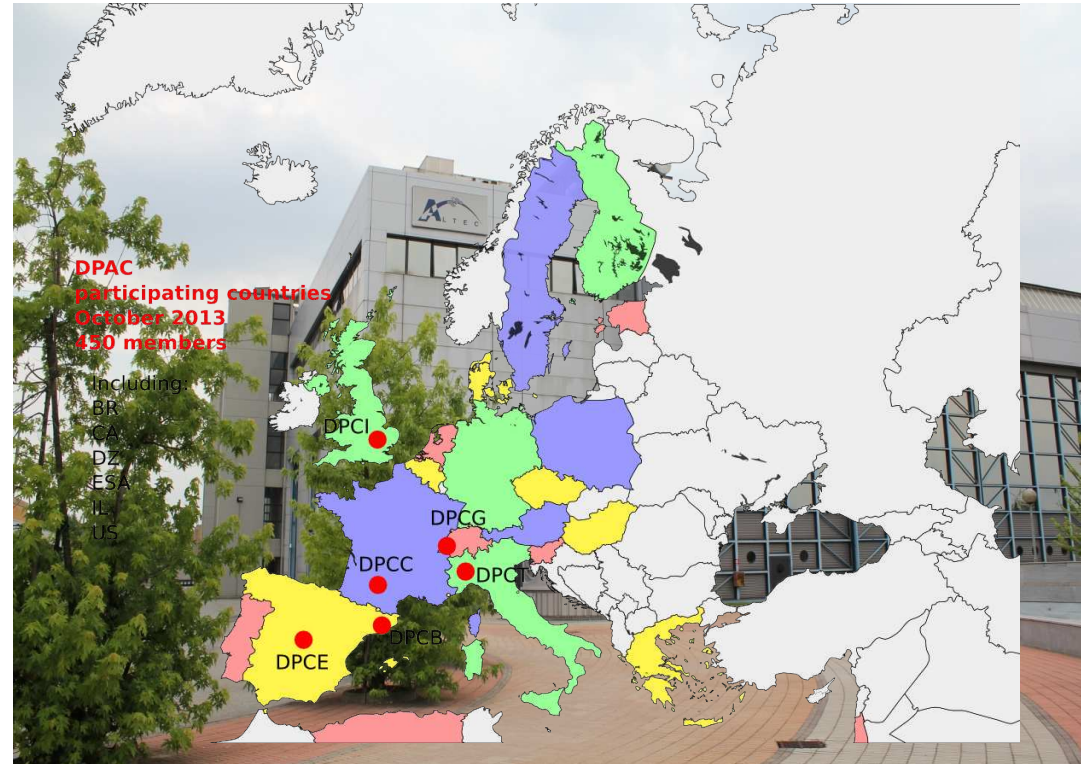 ALTEC
DPAC
participating countries
October 2013
450 members
Including:
BR
CA
DZ
ESA
IL
US
DPCI
DPCG
DPCC
DPCT
DPCB
DPCE